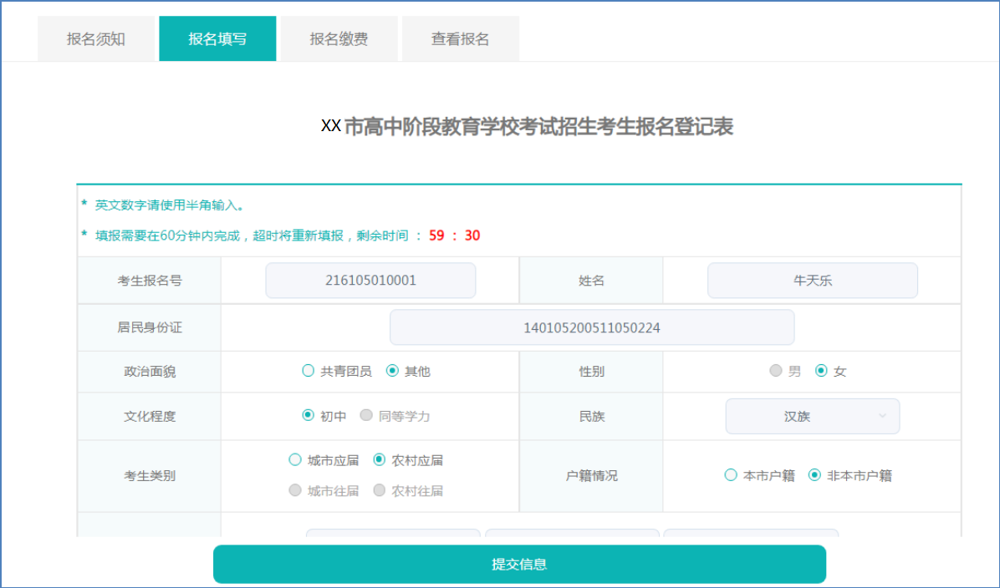 报名须知 报名填写 报名缴费 查看报名
XX 市高中阶段教育学校考试招生考生报名登记表
* 英文数字请使用半角输入。
* 填报需要在60分钟内完成，超时将重新填报，剩余时间 ： 59 ： 30
考生报名号 216105010001 姓名 牛天乐
居民身份证 140105200511050224
政治面貌 共青团员 其他 性别 男 女
文化程度 初中 同等学力 民族 汉族
考生类别 城市应届 农村应届 户籍情况 本市户籍 非本市户籍
城市往届 农村往届
提交信息